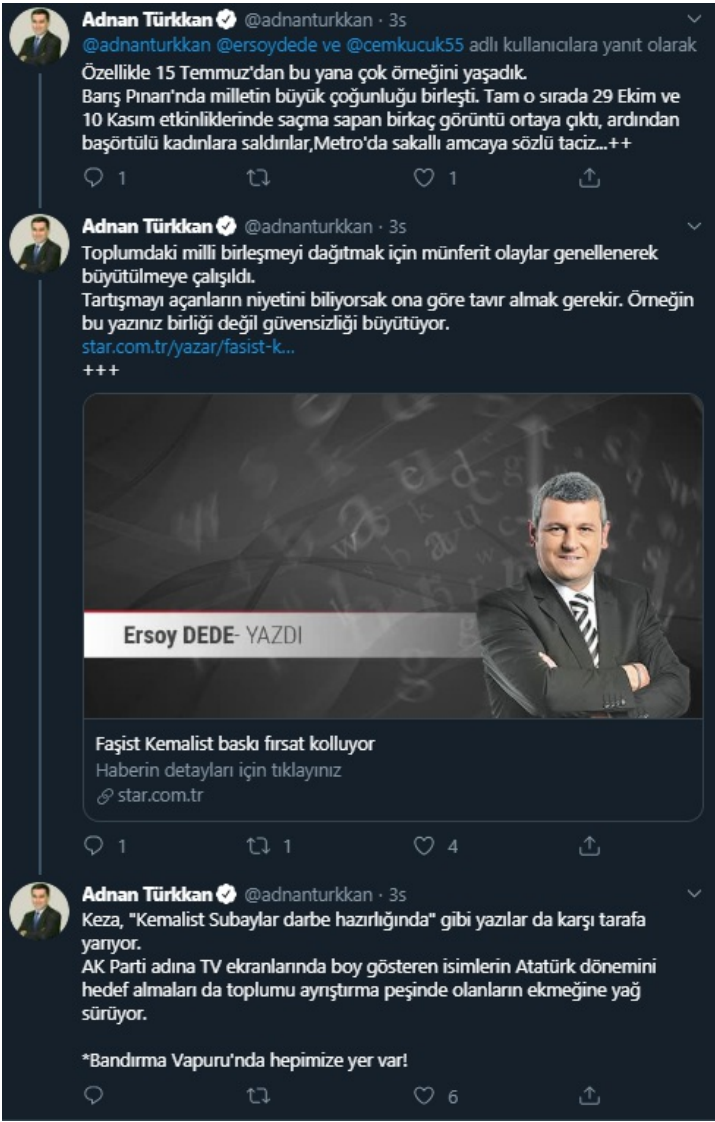 Adnan Türkkan @adnanturkkan · 3s
@adnanturkkan @ersoydede ve @cemkucuk55 adlı kullanıcılara yanıt olarak
Özellikle 15 Temmuz'dan bu yana çok örneğini yaşadık.
Barış Pınarı'nda milletin büyük çoğunluğu birleşti. Tam o sırada 29 Ekim ve
10 Kasım etkinliklerinde saçma sapan birkaç görüntü ortaya çıktı, ardından
başörtülü kadınlara saldırılar,Metro'da sakallı amcaya sözlü taciz...++
1 1
Adnan Türkkan @adnanturkkan · 3s
Toplumdaki milli birleşmeyi dağıtmak için münferit olaylar genellenerek
büyütülmeye çalışıldı.
Tartışmayı açanların niyetini biliyorsak ona göre tavır almak gerekir. Örneğin
bu yazınız birliği değil güvensizliği büyütüyor.
star.com.tr/yazar/fasist-k...
+++
Ersoy DEDE- YAZDI
Faşist Kemalist baskı fırsat kolluyor
Haberin detayları için tıklayınız
star.com.tr
1 1 4
Adnan Türkkan @adnanturkkan · 3s
Keza, "Kemalist Subaylar darbe hazırlığında" gibi yazılar da karşı tarafa
yarıyor.
AK Parti adına TV ekranlarında boy gösteren isimlerin Atatürk dönemini
hedef almaları da toplumu ayrıştırma peşinde olanların ekmeğine yağ
sürüyor.
*Bandırma Vapuru'nda hepimize yer var!
6